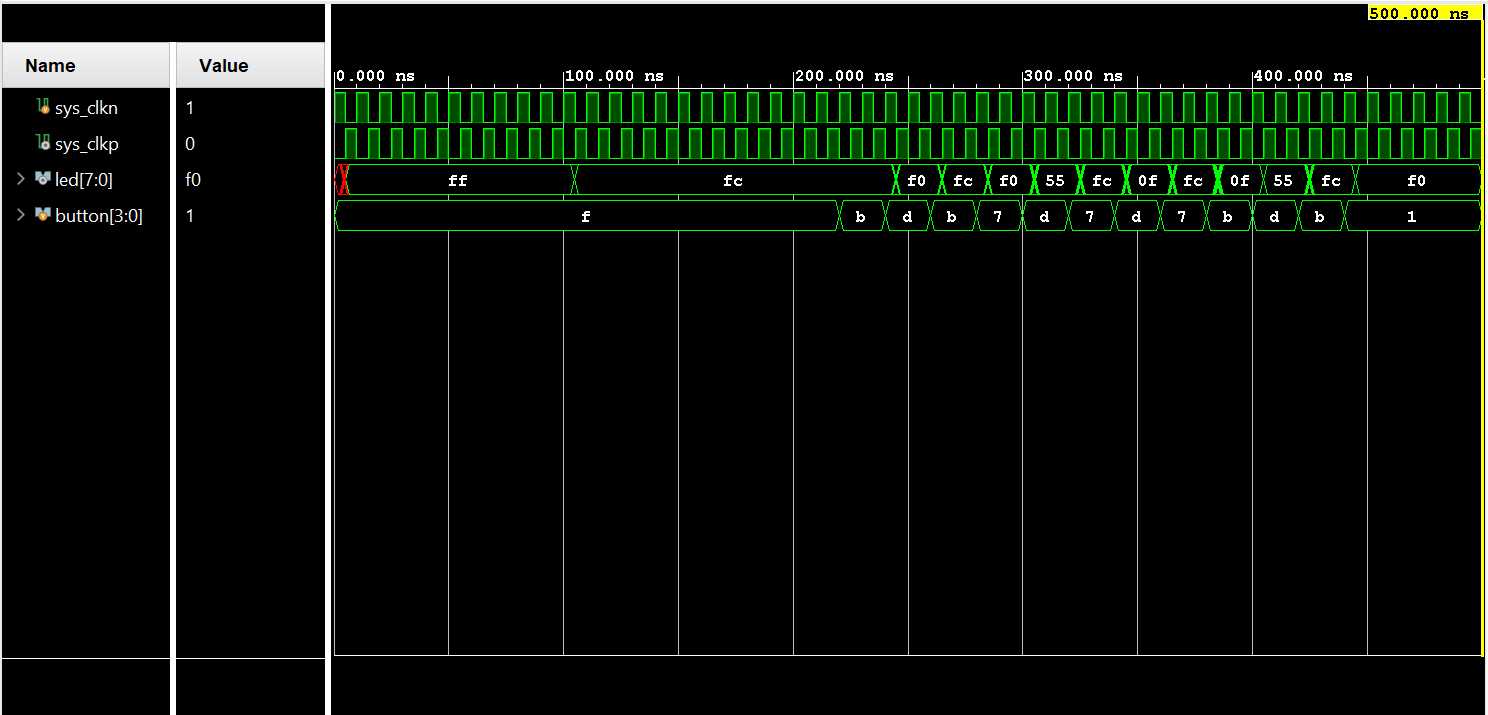 500.000 ns
Name Value
0.000 ns 100.000 ns 200.000 ns 300.000 ns 400.000 ns
sys_clkn 1
sys_clkp 0
led[7:0] f0 ff fc f0 fc f0 55 fc 0f fc 0f 55 fc f0
button[3:0] 1 f b d b 7 d 7 d 7 b d b 1